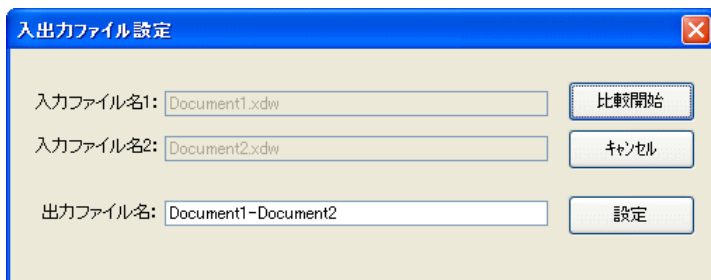 入出力ファイル設定
入力ファイル名1: Document1.xdw
比較開始
入力ファイル名2: Document2.xdw
キャンセル
出力ファイル名: Document1-Document2
設定